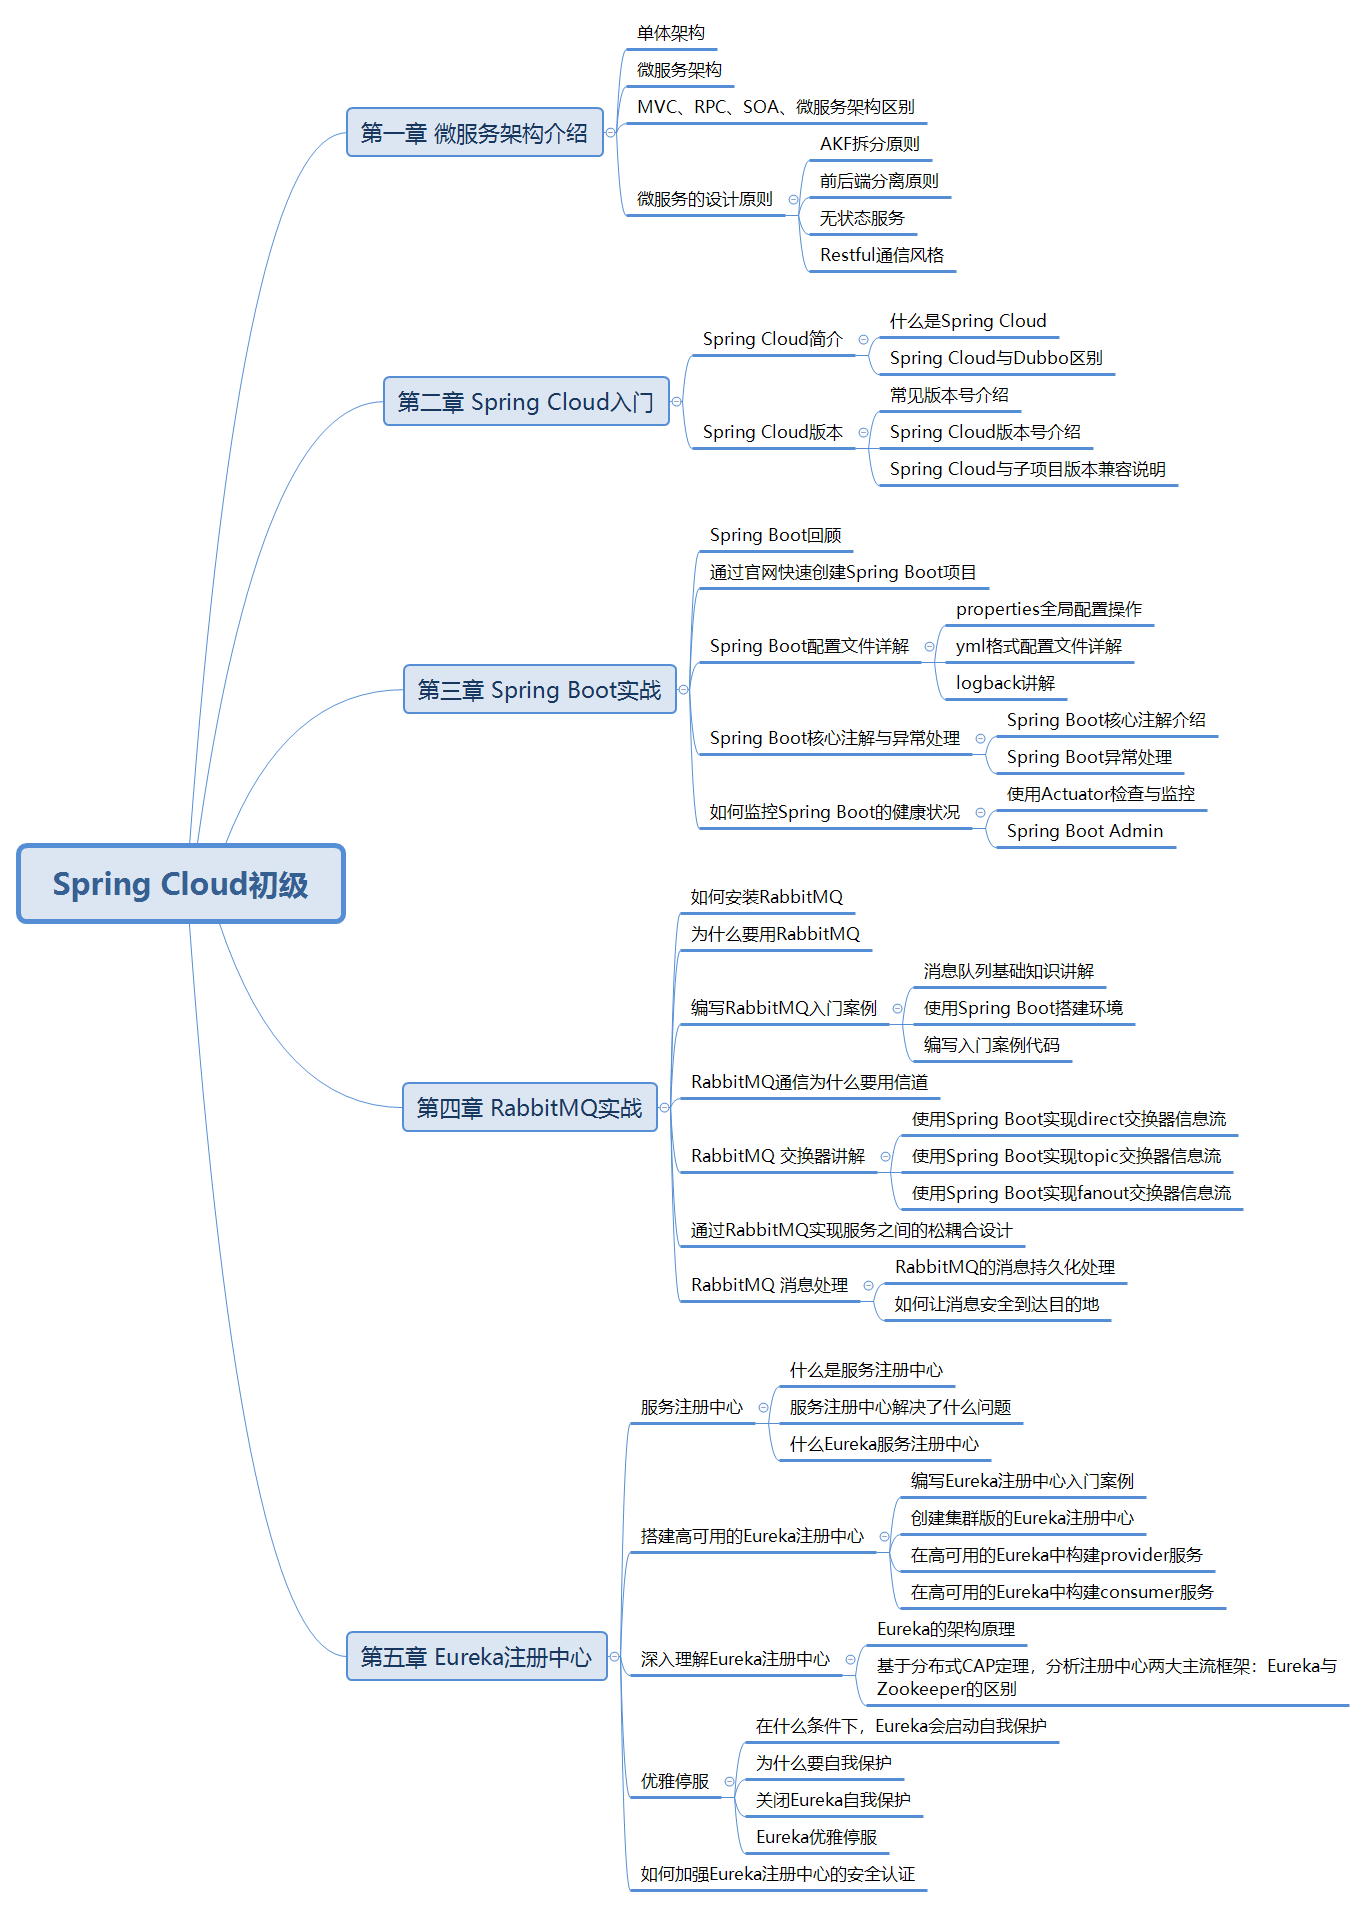 Spring Cloud初级
第一章 微服务架构介绍
单体架构
微服务架构
MVC、RPC、SOA、微服务架构区别
微服务的设计原则
AKF拆分原则
前后端分离原则
无状态服务
Restful通信风格
第二章 Spring Cloud入门
Spring Cloud简介
什么是Spring Cloud
Spring Cloud与Dubbo区别
Spring Cloud版本
常见版本号介绍
Spring Cloud版本号介绍
Spring Cloud与子项目版本兼容说明
第三章 Spring Boot实战
Spring Boot回顾
通过官网快速创建Spring Boot项目
Spring Boot配置文件详解
properties全局配置操作
yml格式配置文件详解
logback讲解
Spring Boot核心注解与异常处理
Spring Boot核心注解介绍
Spring Boot异常处理
如何监控Spring Boot的健康状况
使用Actuator检查与监控
Spring Boot Admin
第四章 RabbitMQ实战
如何安装RabbitMQ
为什么要用RabbitMQ
编写RabbitMQ入门案例
消息队列基础知识讲解
使用Spring Boot搭建环境
编写入门案例代码
RabbitMQ通信为什么要用信道
RabbitMQ 交换器讲解
使用Spring Boot实现direct交换器信息流
使用Spring Boot实现topic交换器信息流
使用Spring Boot实现fanout交换器信息流
通过RabbitMQ实现服务之间的松耦合设计
RabbitMQ 消息处理
RabbitMQ的消息持久化处理
如何让消息安全到达目的地
第五章 Eureka注册中心
服务注册中心
什么是服务注册中心
服务注册中心解决了什么问题
什么Eureka服务注册中心
搭建高可用的Eureka注册中心
编写Eureka注册中心入门案例
创建集群版的Eureka注册中心
在高可用的Eureka中构建provider服务
在高可用的Eureka中构建consumer服务
深入理解Eureka注册中心
Eureka的架构原理
基于分布式CAP定理，分析注册中心两大主流框架：Eureka与
Zookeeper的区别
优雅停服
在什么条件下，Eureka会启动自我保护
为什么要自我保护
关闭Eureka自我保护
Eureka优雅停服
如何加强Eureka注册中心的安全认证